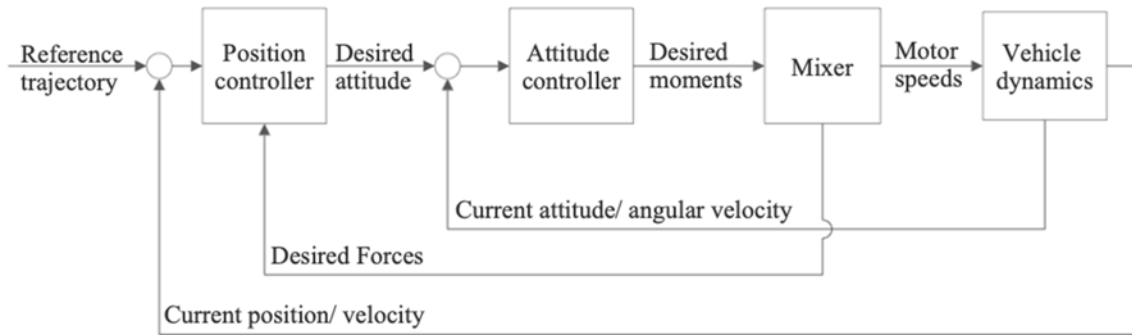 Reference
trajectory
Position
controller
Desired
attitude
Attitude
controller
Desired
moments
Mixer
Motor
speeds
Vehicle
dynamics
Current attitude/ angular velocity
Desired Forces
Current position/ velocity